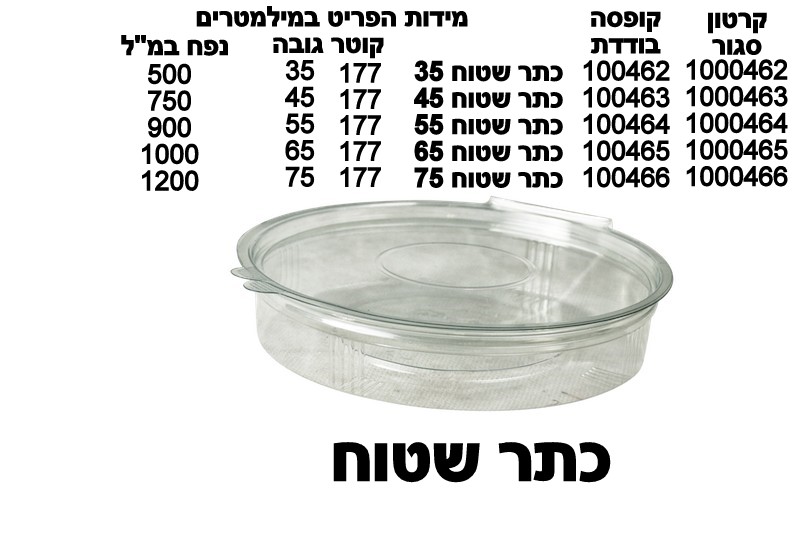 קרטון קופסה מידות הפריט במילמטרים
סגור בודדת קוטר גובה נפח במ"ל
1000462 100462 כתר שטוח 35 177 35 500
1000463 100463 כתר שטוח 45 177 45 750
1000464 100464 כתר שטוח 55 177 55 900
1000465 100465 כתר שטוח 65 177 65 1000
1000466 100466 כתר שטוח 75 177 75 1200
כתר שטוח